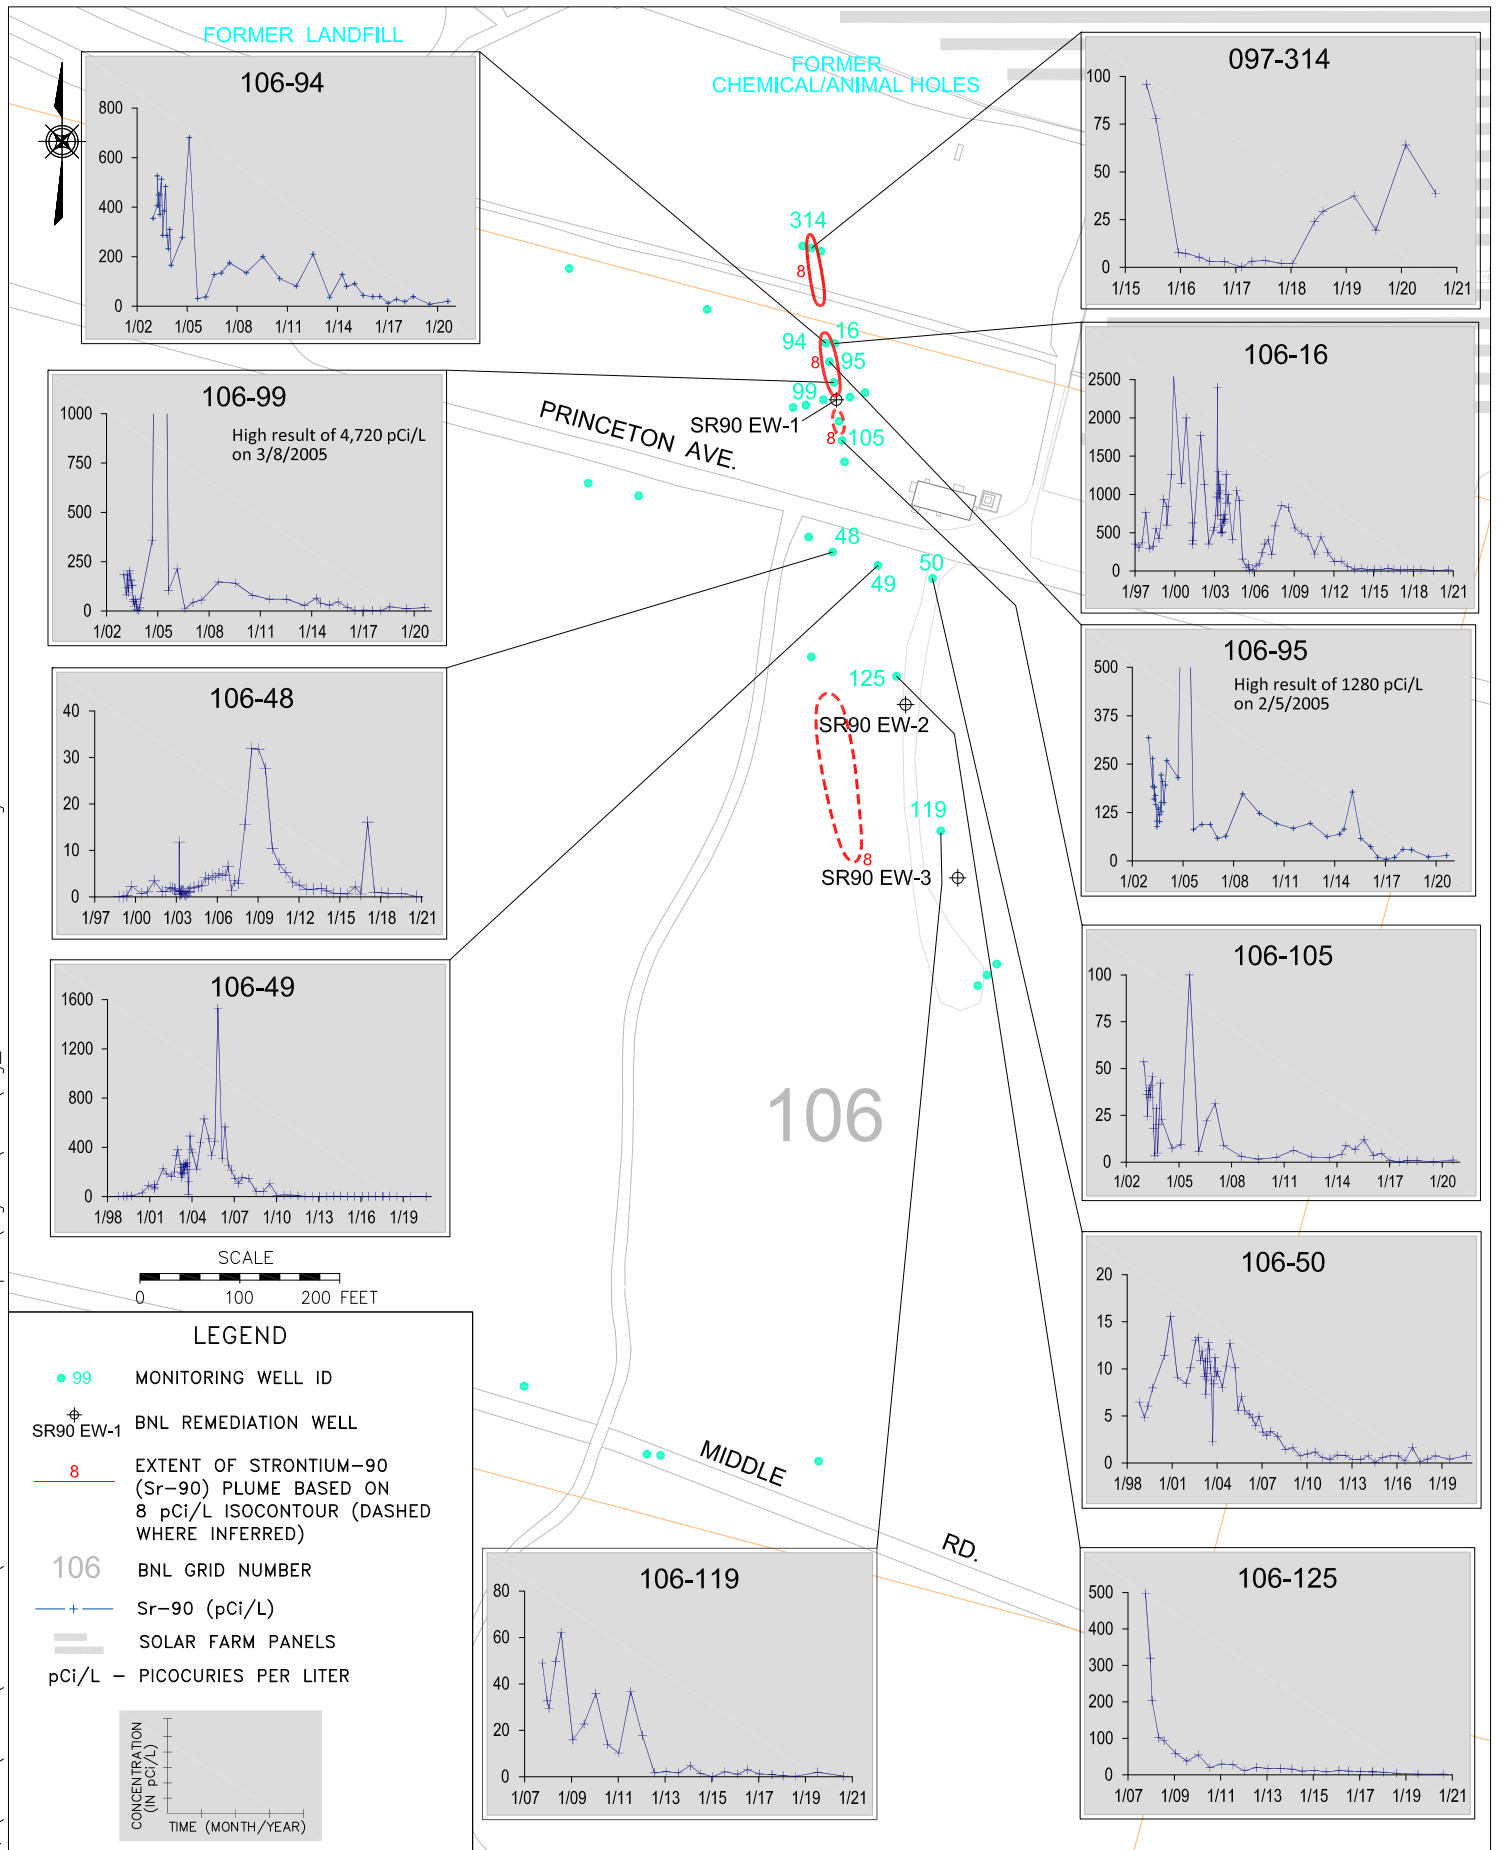 FORMER LANDFILL
FORMER
CHEMICAL/ANIMAL HOLES
106-94
800
600
400
200
0
1/02 1/05 1/08 1/11 1/14 1/17 1/20
097-314
100
75
50
25
0
1/15 1/16 1/17 1/18 1/19 1/20 1/21
314
8
94
16
8
95
99
SR90 EW-1
8
105
PRINCETON AVE.
48
49
50
125
SR90 EW-2
119
8
SR90 EW-3
106
MIDDLE
RD.
106-99
High result of 4,720 pCi/L
on 3/8/2005
1000
750
500
250
0
1/02 1/05 1/08 1/11 1/14 1/17 1/20
106-16
2500
2000
1500
1000
500
0
1/97 1/00 1/03 1/06 1/09 1/12 1/15 1/18 1/21
106-48
40
30
20
10
0
1/97 1/00 1/03 1/06 1/09 1/12 1/15 1/18 1/21
106-95
High result of 1280 pCi/L
on 2/5/2005
500
375
250
125
0
1/02 1/05 1/08 1/11 1/14 1/17 1/20
106-49
1600
1200
800
400
0
1/98 1/01 1/04 1/07 1/10 1/13 1/16 1/19
106-105
100
75
50
25
0
1/02 1/05 1/08 1/11 1/14 1/17 1/20
106-50
20
15
10
5
0
1/98 1/01 1/04 1/07 1/10 1/13 1/16 1/19
106-119
80
60
40
20
0
1/07 1/09 1/11 1/13 1/15 1/17 1/19 1/21
106-125
500
400
300
200
100
0
1/07 1/09 1/11 1/13 1/15 1/17 1/19 1/21
SCALE
0 100 200 FEET
LEGEND
99 MONITORING WELL ID
SR90 EW-1 BNL REMEDIATION WELL
8 EXTENT OF STRONTIUM-90
(Sr-90) PLUME BASED ON
8 pCi/L ISOCONTOUR (DASHED
WHERE INFERRED)
106 BNL GRID NUMBER
Sr-90 (pCi/L)
SOLAR FARM PANELS
pCi/L - PICOCURIES PER LITER
CONCENTRATION
(IN pCi/L)
TIME (MONTH/YEAR)